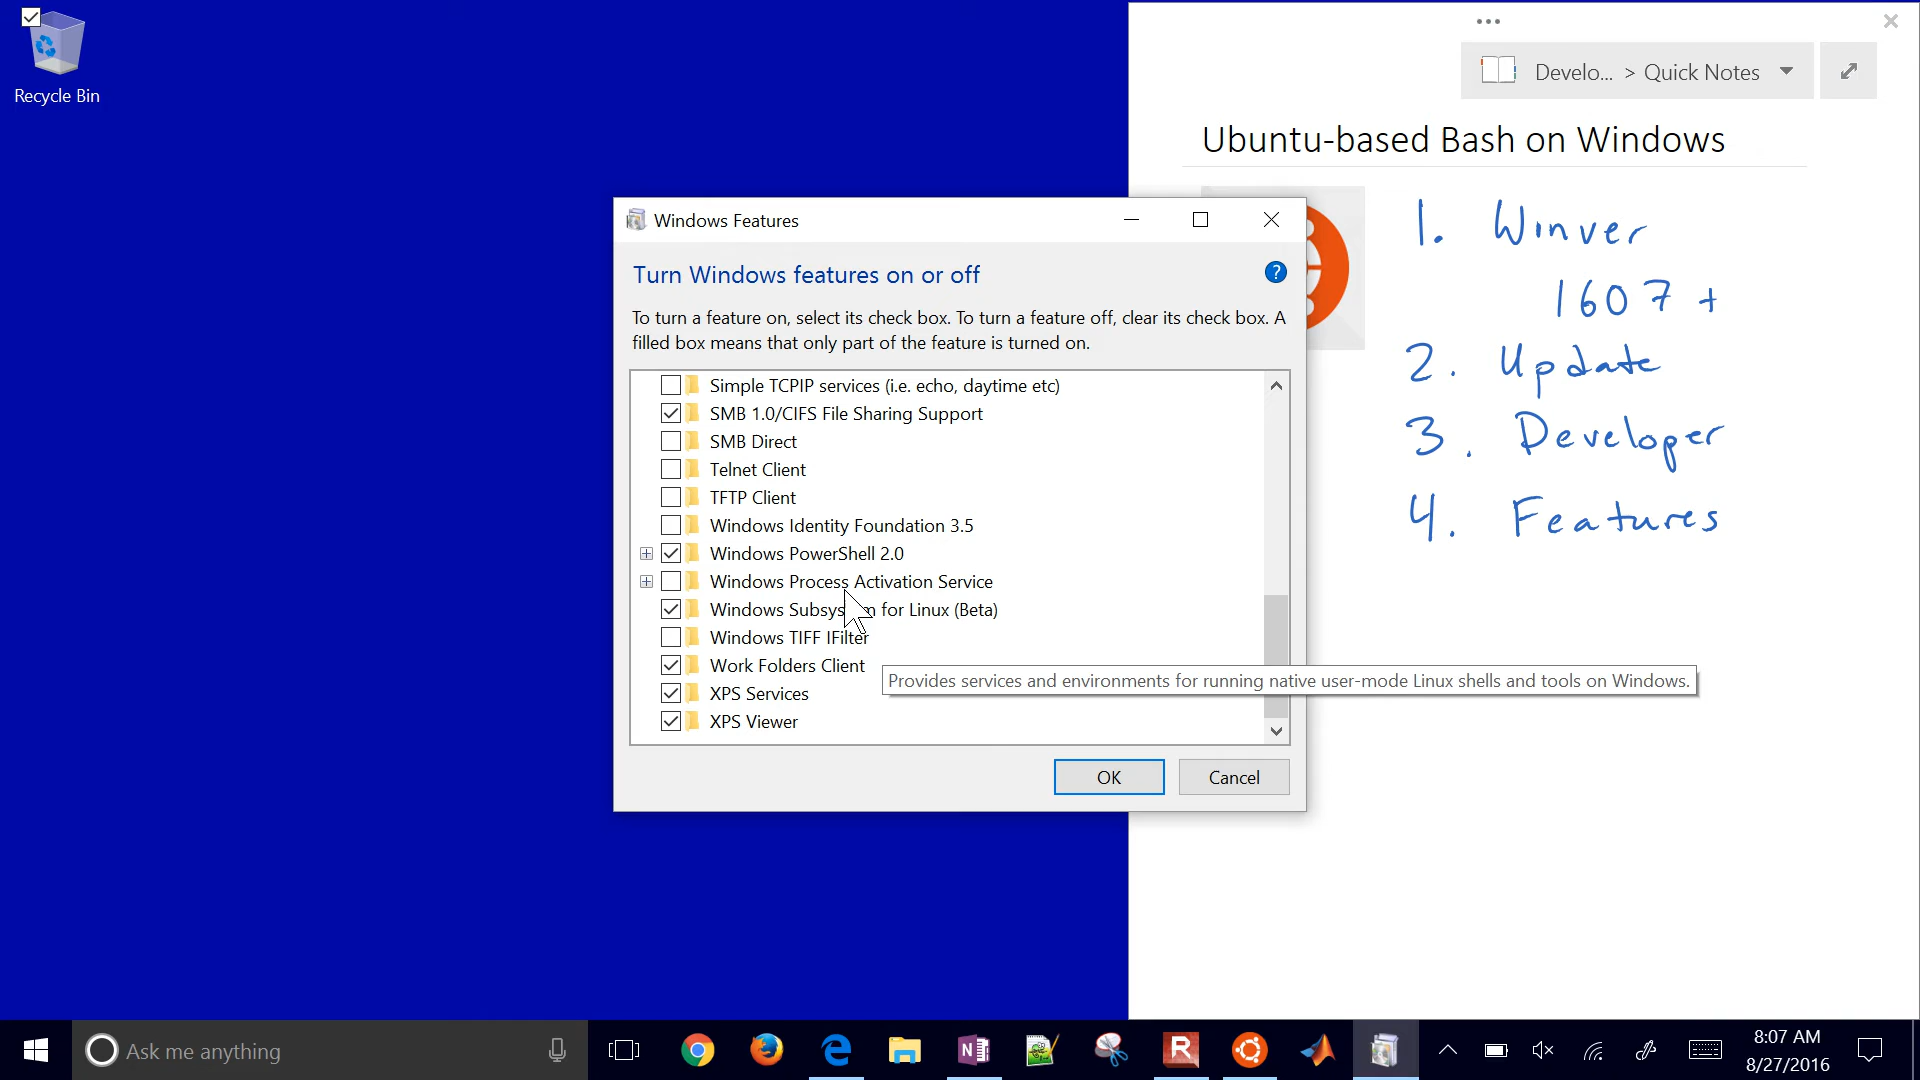 Recycle Bin
Develo... > Quick Notes
Ubuntu-based Bash on Windows
1. Winver
1607 +
2. Update
3. Developer
4. Features
Windows Features
Turn Windows features on or off
To turn a feature on, select its check box. To turn a feature off, clear its check box. A
filled box means that only part of the feature is turned on.
Simple TCPIP services (i.e. echo, daytime etc)
SMB 1.0/CIFS File Sharing Support
SMB Direct
Telnet Client
TFTP Client
Windows Identity Foundation 3.5
Windows PowerShell 2.0
Windows Process Activation Service
Windows Subsystem for Linux (Beta)
Windows TIFF IFilter
Work Folders Client
XPS Services
XPS Viewer
Provides services and environments for running native user-mode Linux shells and tools on Windows.
OK
Cancel
Ask me anything
8:07 AM
8/27/2016